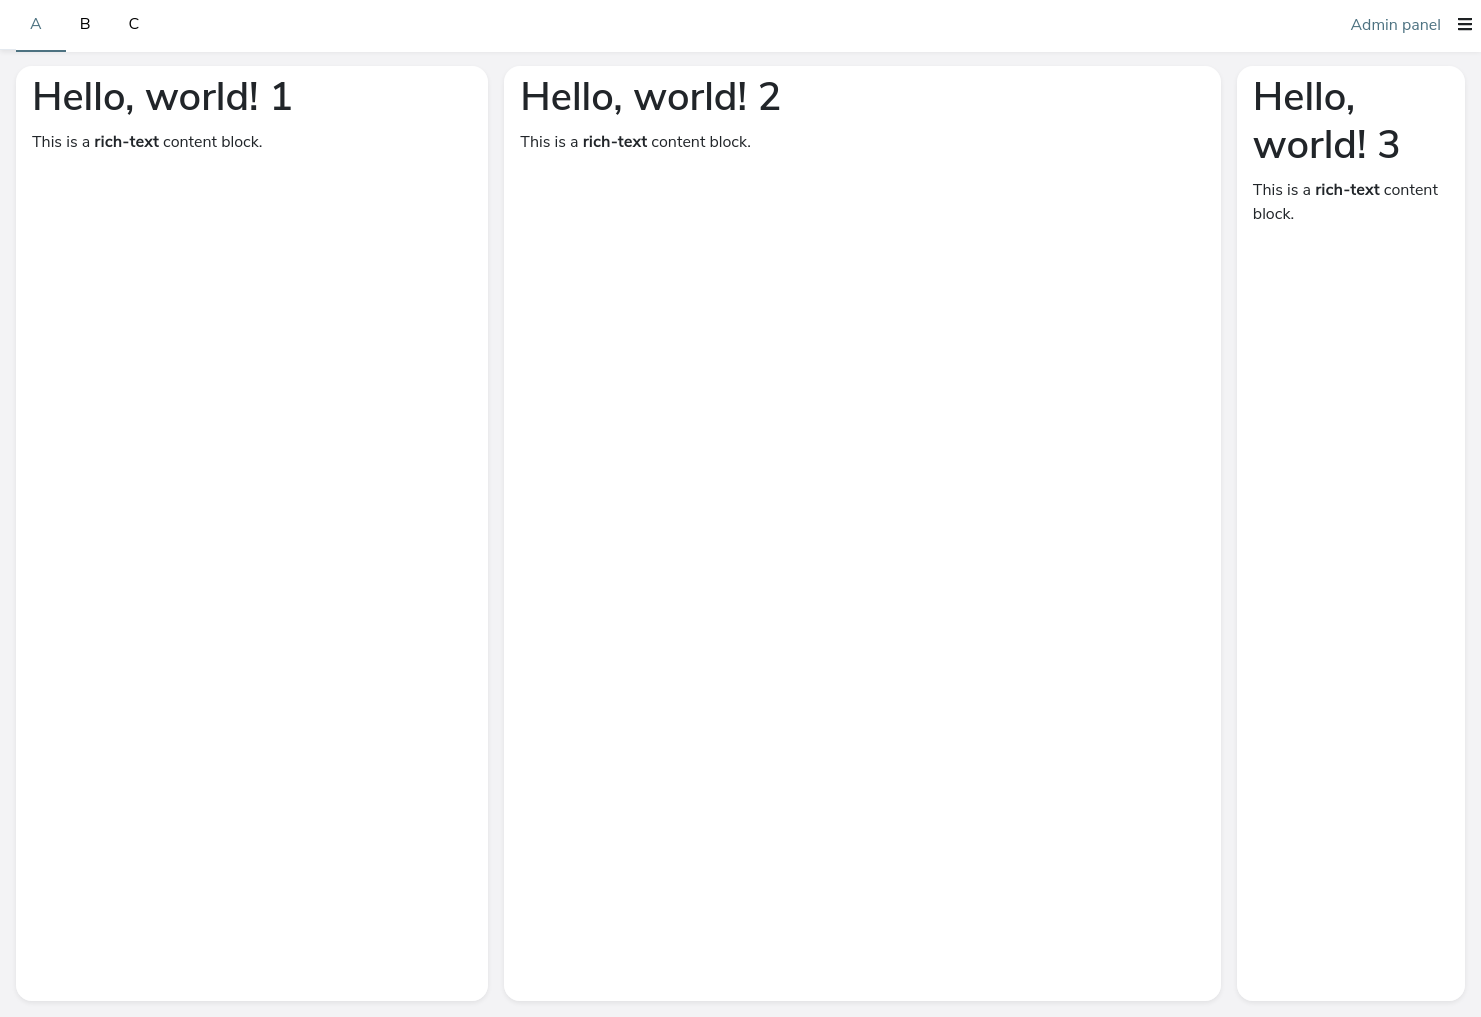 A B C Admin panel
Hello, world! 1
This is a rich-text content block.
Hello, world! 2
This is a rich-text content block.
Hello,
world! 3
This is a rich-text content
block.